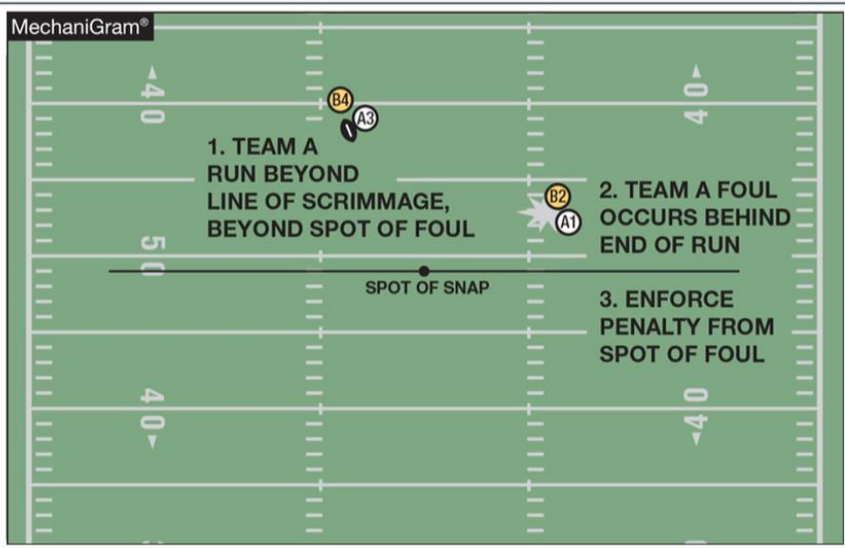 MechaniGram®
40
40
B4
A3
1. TEAM A
RUN BEYOND
LINE OF SCRIMMAGE,
BEYOND SPOT OF FOUL
B2
A1
2. TEAM A FOUL
OCCURS BEHIND
END OF RUN
50
SPOT OF SNAP
3. ENFORCE
PENALTY FROM
SPOT OF FOUL
40
40